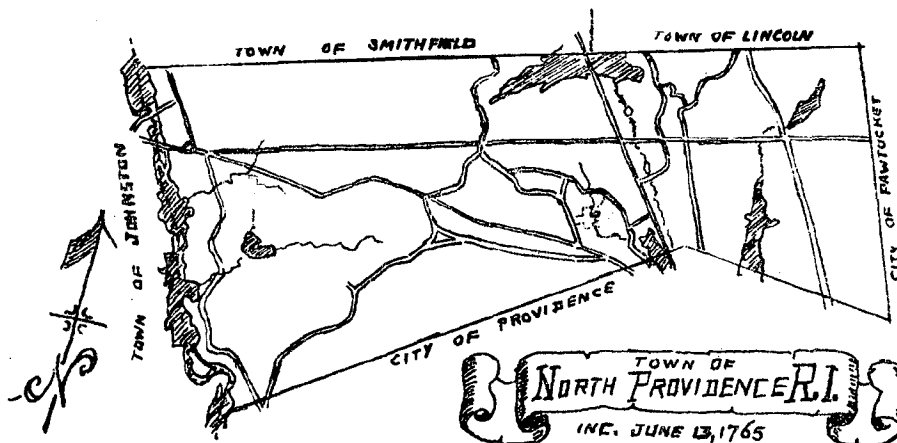 TOWN OF SMITHFIELD
TOWN OF LINCOLN
TOWN OF JOHNSTON
CITY OF PAWTUCKET
CITY OF PROVIDENCE
TOWN OF
NORTH PROVIDENCE R.I.
INC. JUNE 13, 1765